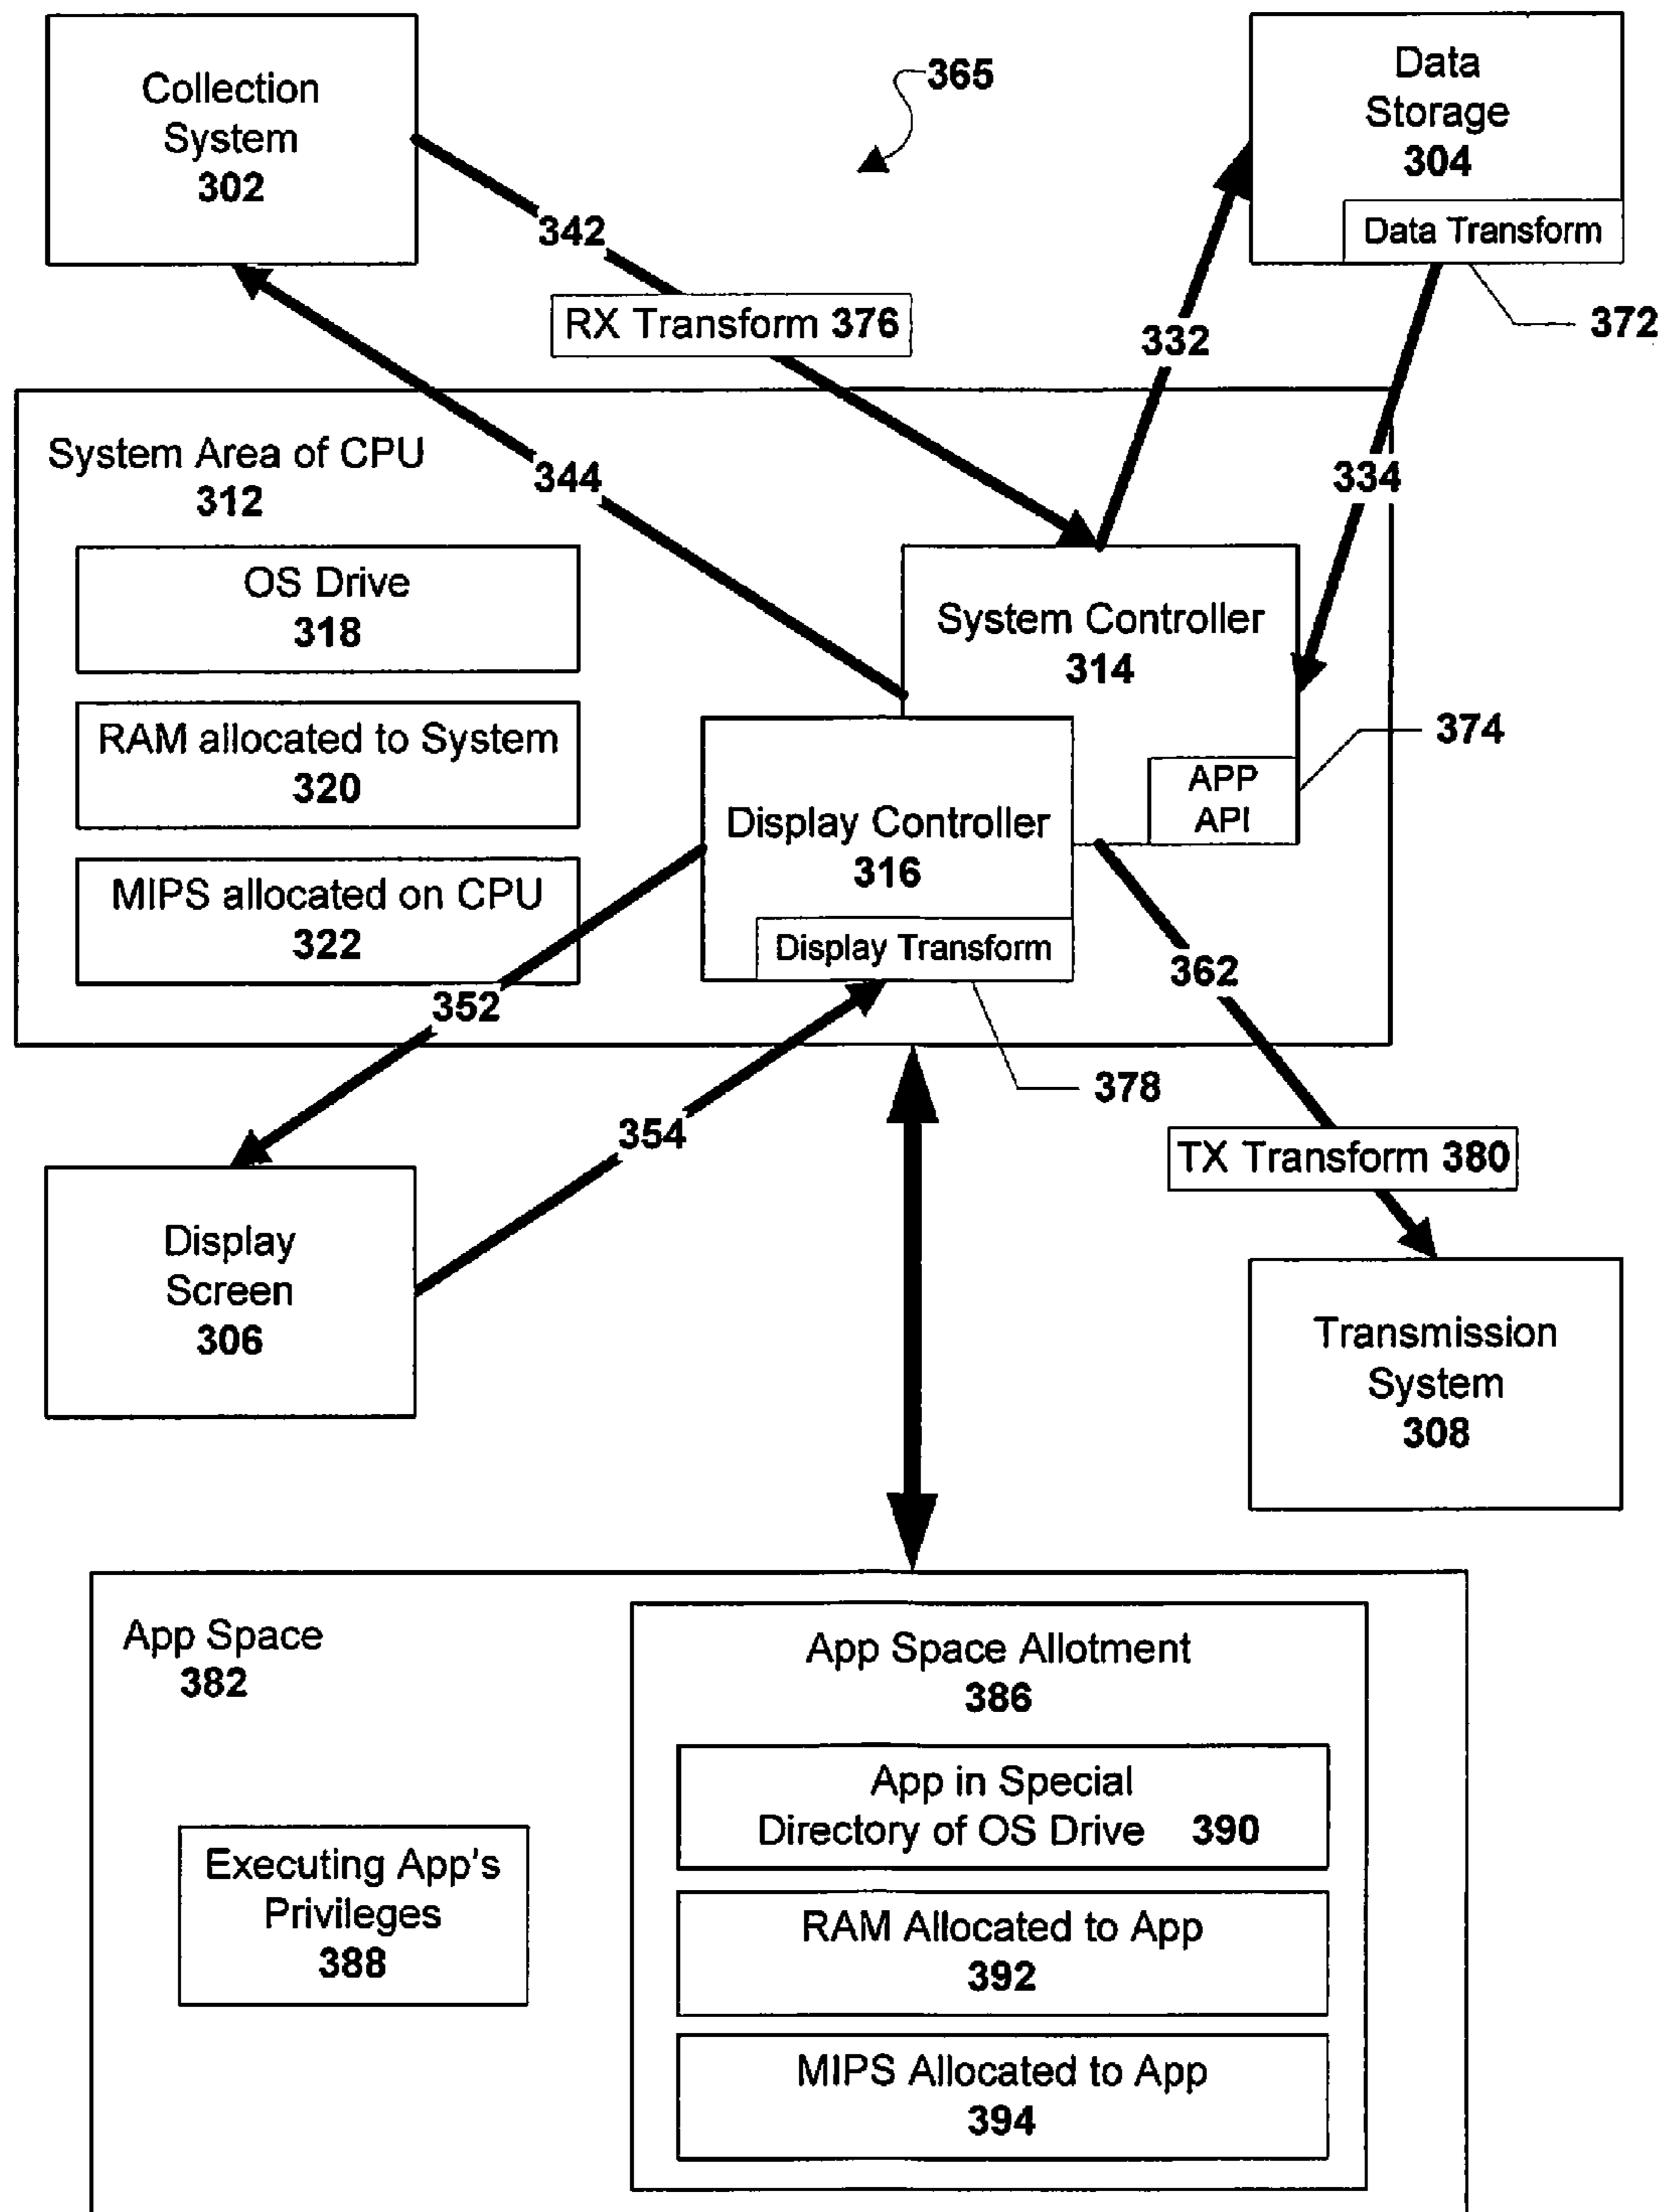 Collection
System
302
365
Data
Storage
304
Data Transform
372
342
RX Transform 376
332
334
System Area of CPU
312
344
OS Drive
318
RAM allocated to System
320
MIPS allocated on CPU
322
System Controller
314
374
APP
API
Display Controller
316
Display Transform
378
352
354
362
TX Transform 380
Display
Screen
306
Transmission
System
308
App Space
382
Executing App's
Privileges
388
App Space Allotment
386
App in Special
Directory of OS Drive 390
RAM Allocated to App
392
MIPS Allocated to App
394